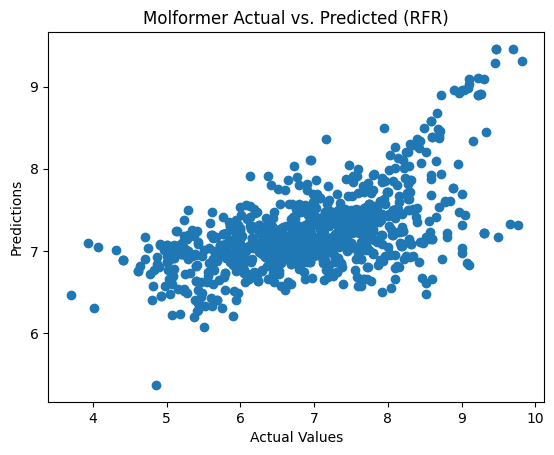 Molformer Actual vs. Predicted (RFR)
Predictions
9
8
7
6
4 5 6 7 8 9 10
Actual Values